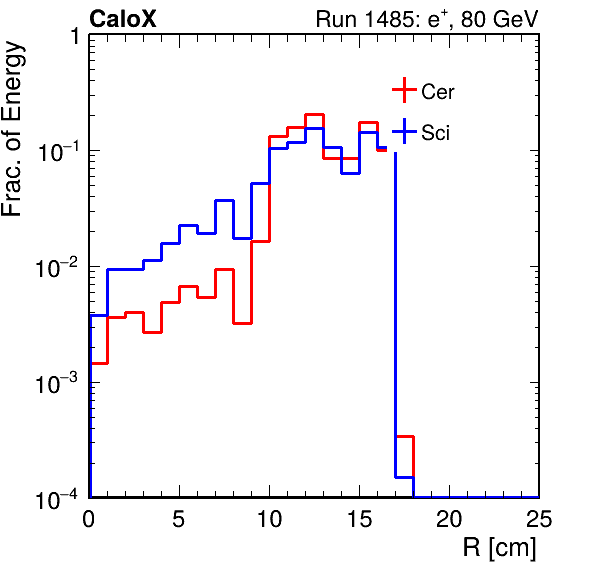 CaloX Run 1485: e⁺, 80 GeV
Frac. of Energy
1
10⁻¹
10⁻²
10⁻³
10⁻⁴
Cer
Sci
0 5 10 15 20 25
R [cm]